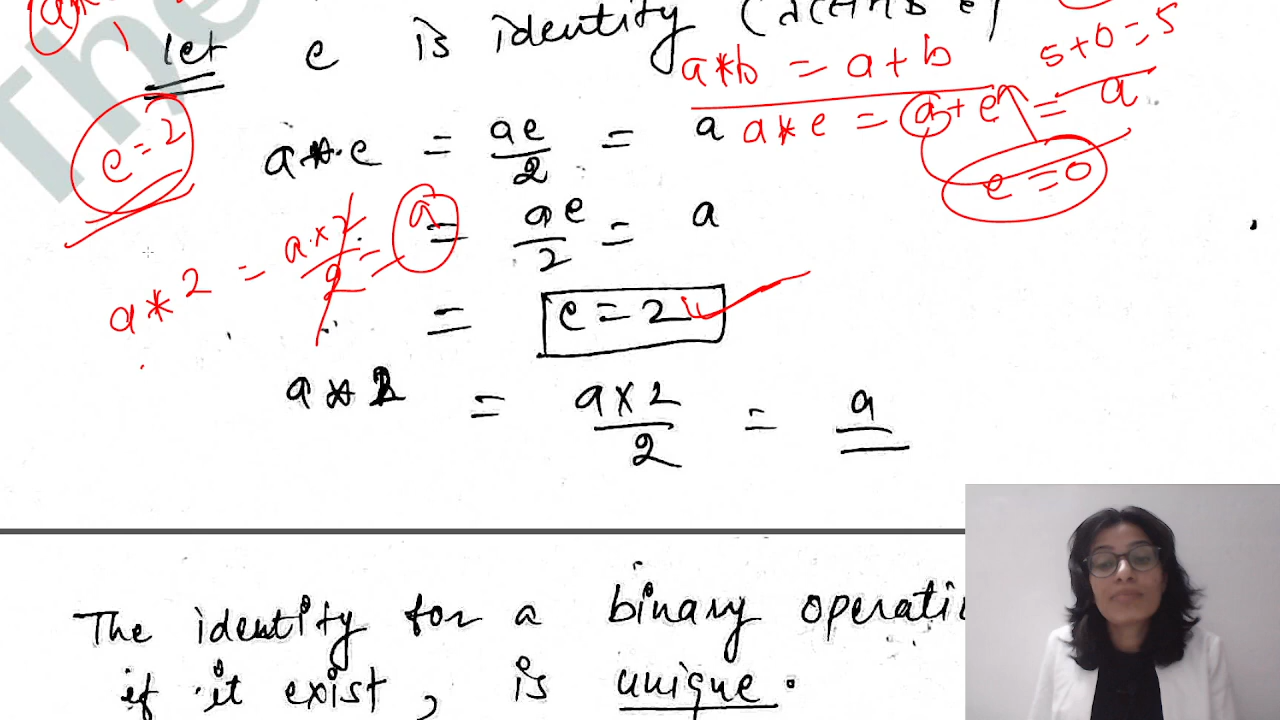 let e is identity
a*b = a+b
5+0=5
e=2
a*e = ae/2 = a
a*e = a+e = a
e=0
= ae/2 = a
a*2 = a×2/2 = a
= e=2
a*2 = a×2/2 = a
The identity for a binary
if it exist, is unique.